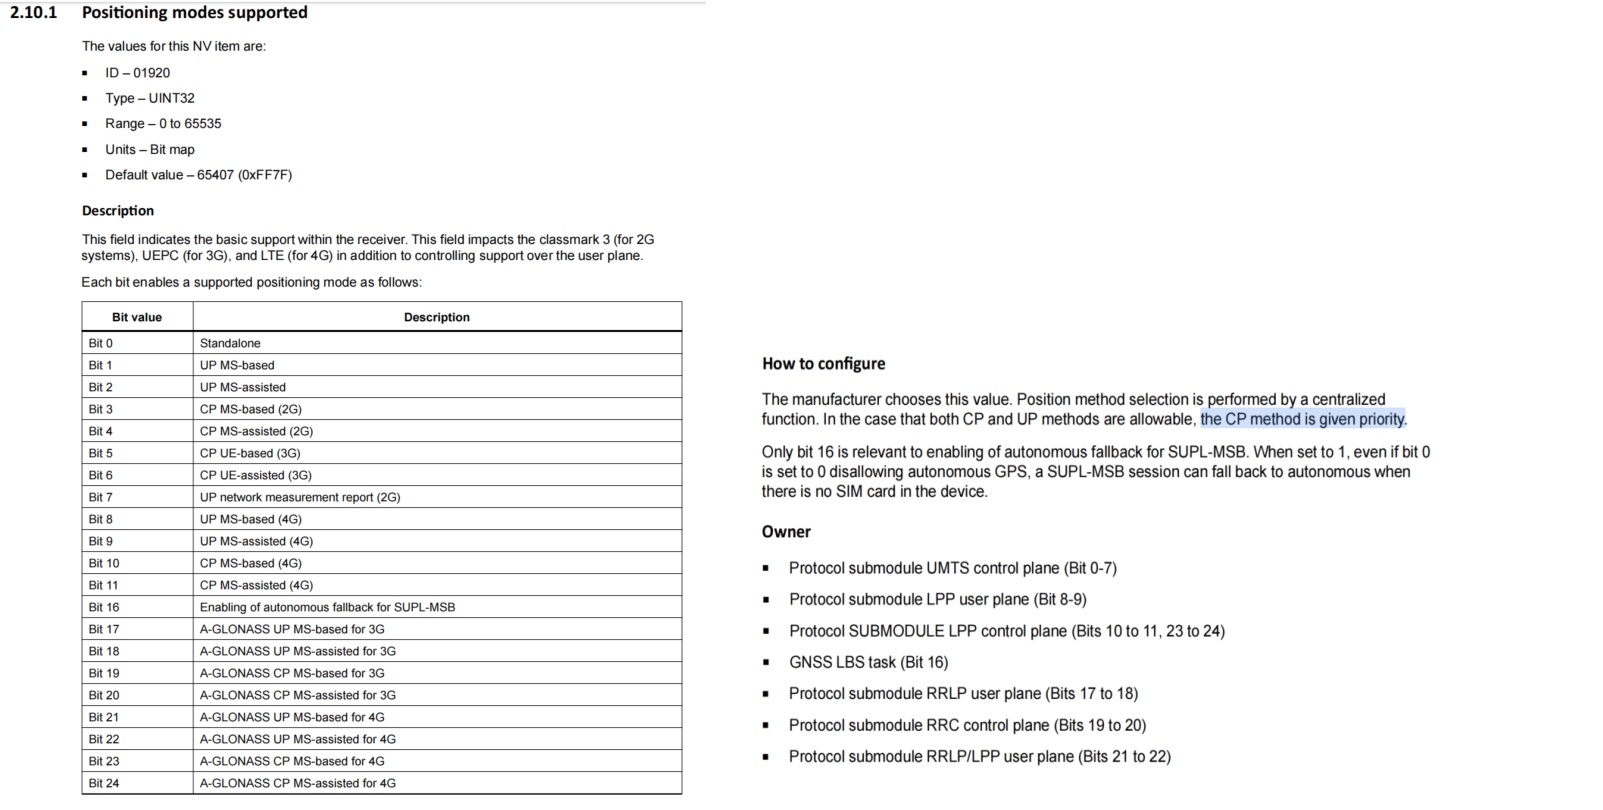 2.10.1 Positioning modes supported
The values for this NV item are:
▪ ID – 01920
▪ Type – UINT32
▪ Range – 0 to 65535
▪ Units – Bit map
▪ Default value – 65407 (0xFF7F)
Description
This field indicates the basic support within the receiver. This field impacts the classmark 3 (for 2G
systems), UEPC (for 3G), and LTE (for 4G) in addition to controlling support over the user plane.
Each bit enables a supported positioning mode as follows:
Bit value Description
Bit 0 Standalone
Bit 1 UP MS-based
Bit 2 UP MS-assisted
Bit 3 CP MS-based (2G)
Bit 4 CP MS-assisted (2G)
Bit 5 CP UE-based (3G)
Bit 6 CP UE-assisted (3G)
Bit 7 UP network measurement report (2G)
Bit 8 UP MS-based (4G)
Bit 9 UP MS-assisted (4G)
Bit 10 CP MS-based (4G)
Bit 11 CP MS-assisted (4G)
Bit 16 Enabling of autonomous fallback for SUPL-MSB
Bit 17 A-GLONASS UP MS-based for 3G
Bit 18 A-GLONASS UP MS-assisted for 3G
Bit 19 A-GLONASS CP MS-based for 3G
Bit 20 A-GLONASS CP MS-assisted for 3G
Bit 21 A-GLONASS UP MS-based for 4G
Bit 22 A-GLONASS UP MS-assisted for 4G
Bit 23 A-GLONASS CP MS-based for 4G
Bit 24 A-GLONASS CP MS-assisted for 4G
How to configure
The manufacturer chooses this value. Position method selection is performed by a centralized
function. In the case that both CP and UP methods are allowable, the CP method is given priority.
Only bit 16 is relevant to enabling of autonomous fallback for SUPL-MSB. When set to 1, even if bit 0
is set to 0 disallowing autonomous GPS, a SUPL-MSB session can fall back to autonomous when
there is no SIM card in the device.
Owner
▪ Protocol submodule UMTS control plane (Bit 0-7)
▪ Protocol submodule LPP user plane (Bit 8-9)
▪ Protocol SUBMODULE LPP control plane (Bits 10 to 11, 23 to 24)
▪ GNSS LBS task (Bit 16)
▪ Protocol submodule RRLP user plane (Bits 17 to 18)
▪ Protocol submodule RRC control plane (Bits 19 to 20)
▪ Protocol submodule RRLP/LPP user plane (Bits 21 to 22)